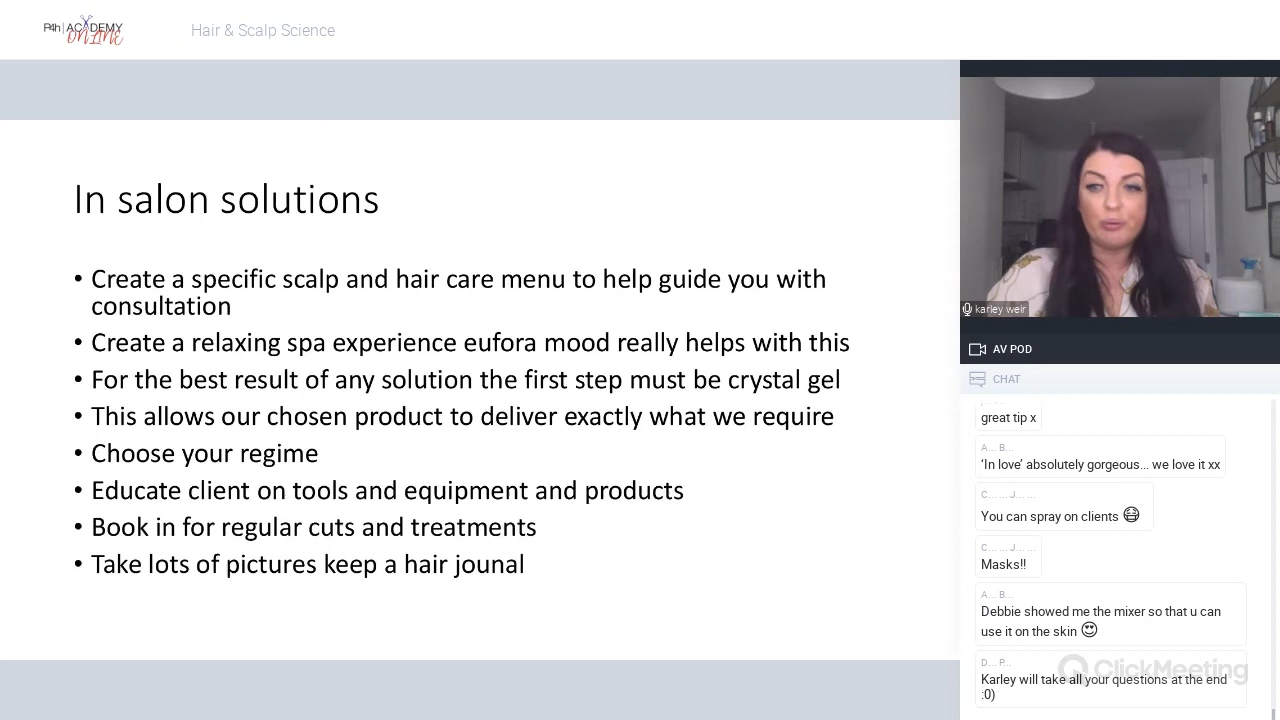 P4h | ACADEMY
ONLINE
Hair & Scalp Science
In salon solutions
• Create a specific scalp and hair care menu to help guide you with
consultation
• Create a relaxing spa experience eufora mood really helps with this
• For the best result of any solution the first step must be crystal gel
• This allows our chosen product to deliver exactly what we require
• Choose your regime
• Educate client on tools and equipment and products
• Book in for regular cuts and treatments
• Take lots of pictures keep a hair jounal
karley weir
AV POD
CHAT
great tip x
A... B...
‘In love’ absolutely gorgeous... we love it xx
C... ... J... ...
You can spray on clients 😷
C... ... J... ...
Masks!!
A... B...
Debbie showed me the mixer so that u can
use it on the skin 😍
D... P...
ClickMeeting
Karley will take all your questions at the end
:0)